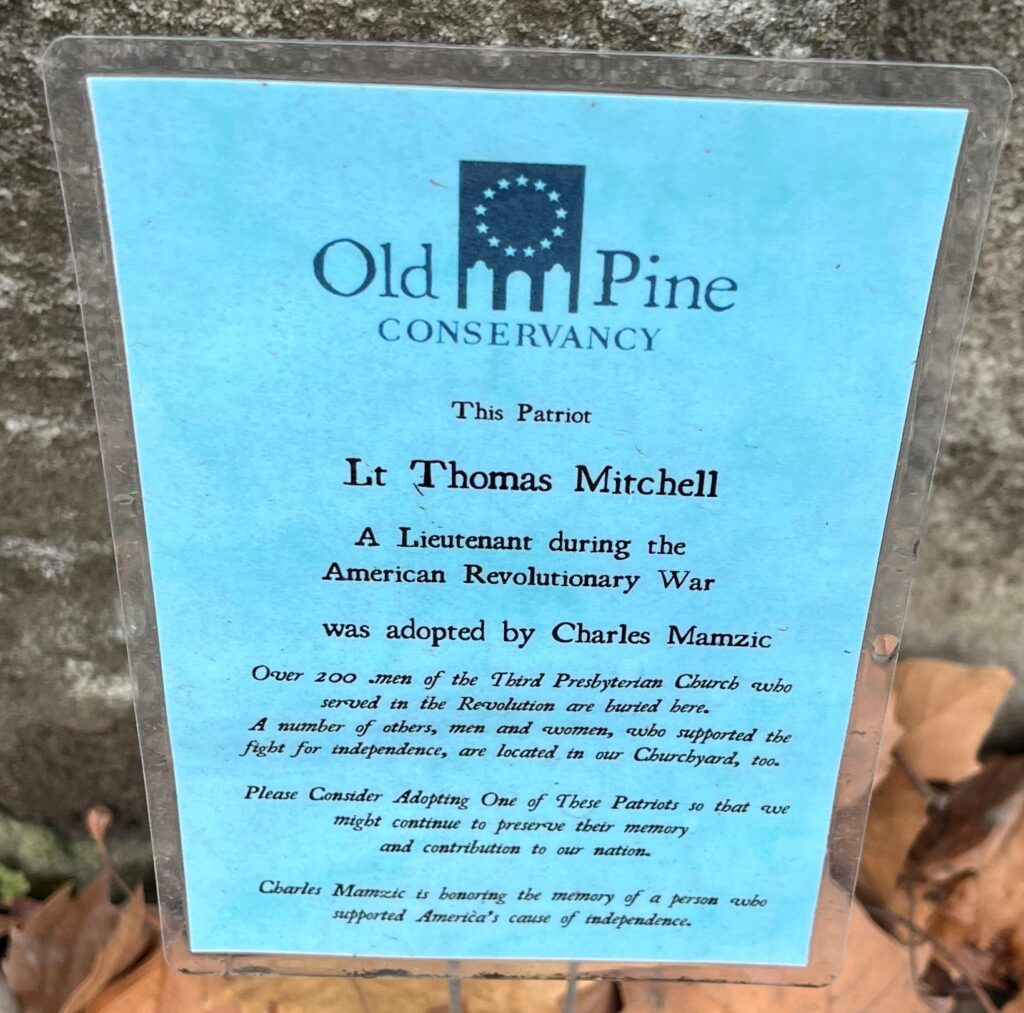 Old Pine
CONSERVANCY
This Patriot
Lt Thomas Mitchell
A Lieutenant during the
American Revolutionary War
was adopted by Charles Mamzic
Over 200 men of the Third Presbyterian Church who
served in the Revolution are buried here.
A number of others, men and women, who supported the
fight for independence, are located in our Churchyard, too.
Please Consider Adopting One of These Patriots so that we
might continue to preserve their memory
and contribution to our nation.
Charles Mamzic is honoring the memory of a person who
supported America's cause of independence.